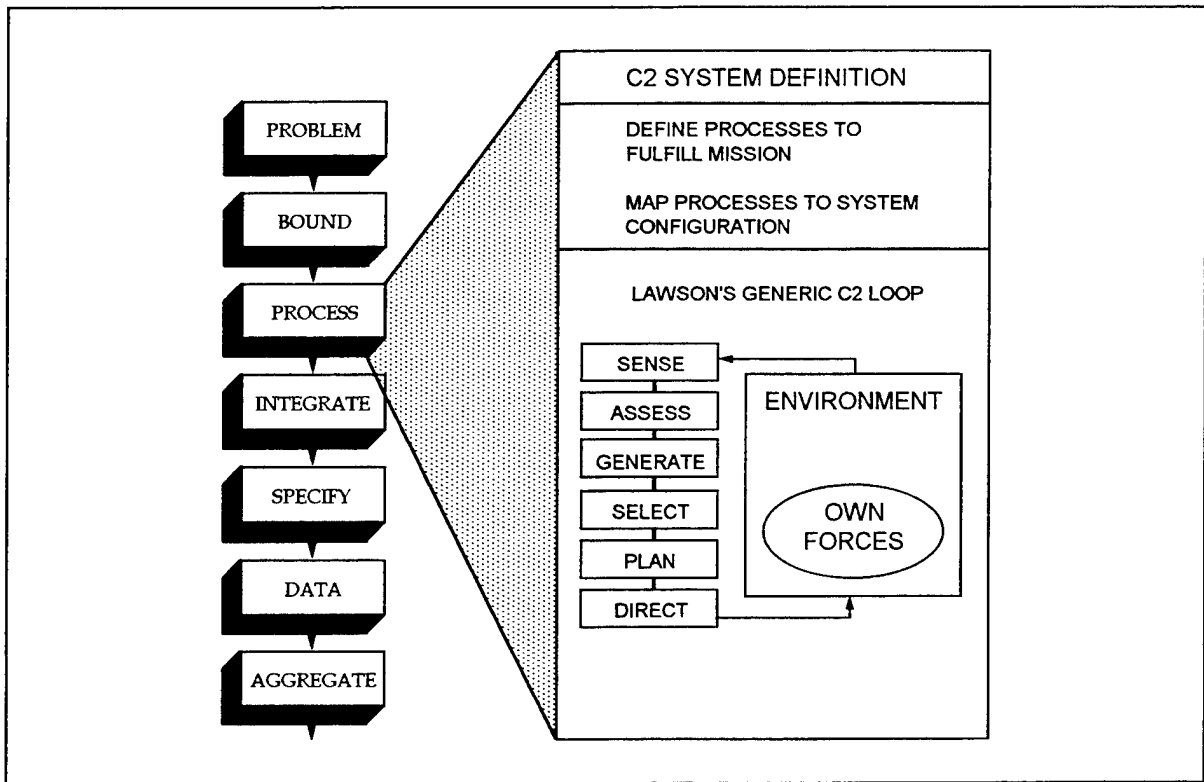 PROBLEM
BOUND
PROCESS
INTEGRATE
SPECIFY
DATA
AGGREGATE
C2 SYSTEM DEFINITION
DEFINE PROCESSES TO
FULFILL MISSION
MAP PROCESSES TO SYSTEM
CONFIGURATION
LAWSON'S GENERIC C2 LOOP
SENSE
ASSESS
GENERATE
SELECT
PLAN
DIRECT
ENVIRONMENT
OWN
FORCES